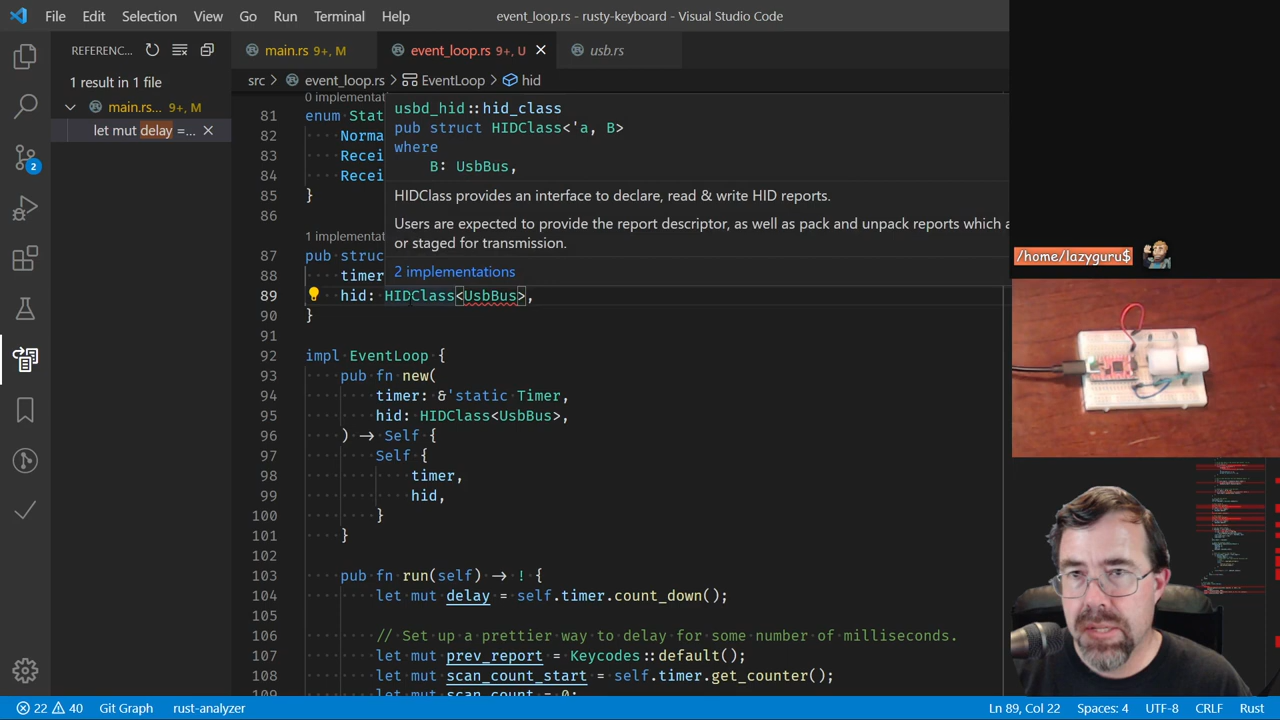 File Edit Selection View Go Run Terminal Help event_loop.rs - rusty-keyboard - Visual Studio Code
REFERENC...
main.rs 9+, M event_loop.rs 9+, U usb.rs
1 result in 1 file
src > event_loop.rs > EventLoop > hid
main.rs... 9+, M
let mut delay =...
0 implementat
81 enum Stat
82 Norma
83 Recei
84 Recei
85 }
86
usbd_hid::hid_class
pub struct HIDClass<'a, B>
where
B: UsbBus,
HIDClass provides an interface to declare, read & write HID reports.
Users are expected to provide the report descriptor, as well as pack and unpack reports which a
or staged for transmission.
2 implementations
1 implementat
87 pub struc
88 timer
89 hid: HIDClass<UsbBus>,
90 }
91
92 impl EventLoop {
93 pub fn new(
94 timer: &'static Timer,
95 hid: HIDClass<UsbBus>,
96 ) → Self {
97 Self {
98 timer,
99 hid,
100 }
101 }
102
103 pub fn run(self) → ! {
104 let mut delay = self.timer.count_down();
105
106 // Set up a prettier way to delay for some number of milliseconds.
107 let mut prev_report = Keycodes::default();
108 let mut scan_count_start = self.timer.get_counter();
109 let mut scan_count = 0;
/home/lazyguru$
2
22 40 Git Graph rust-analyzer Ln 89, Col 22 Spaces: 4 UTF-8 CRLF Rust